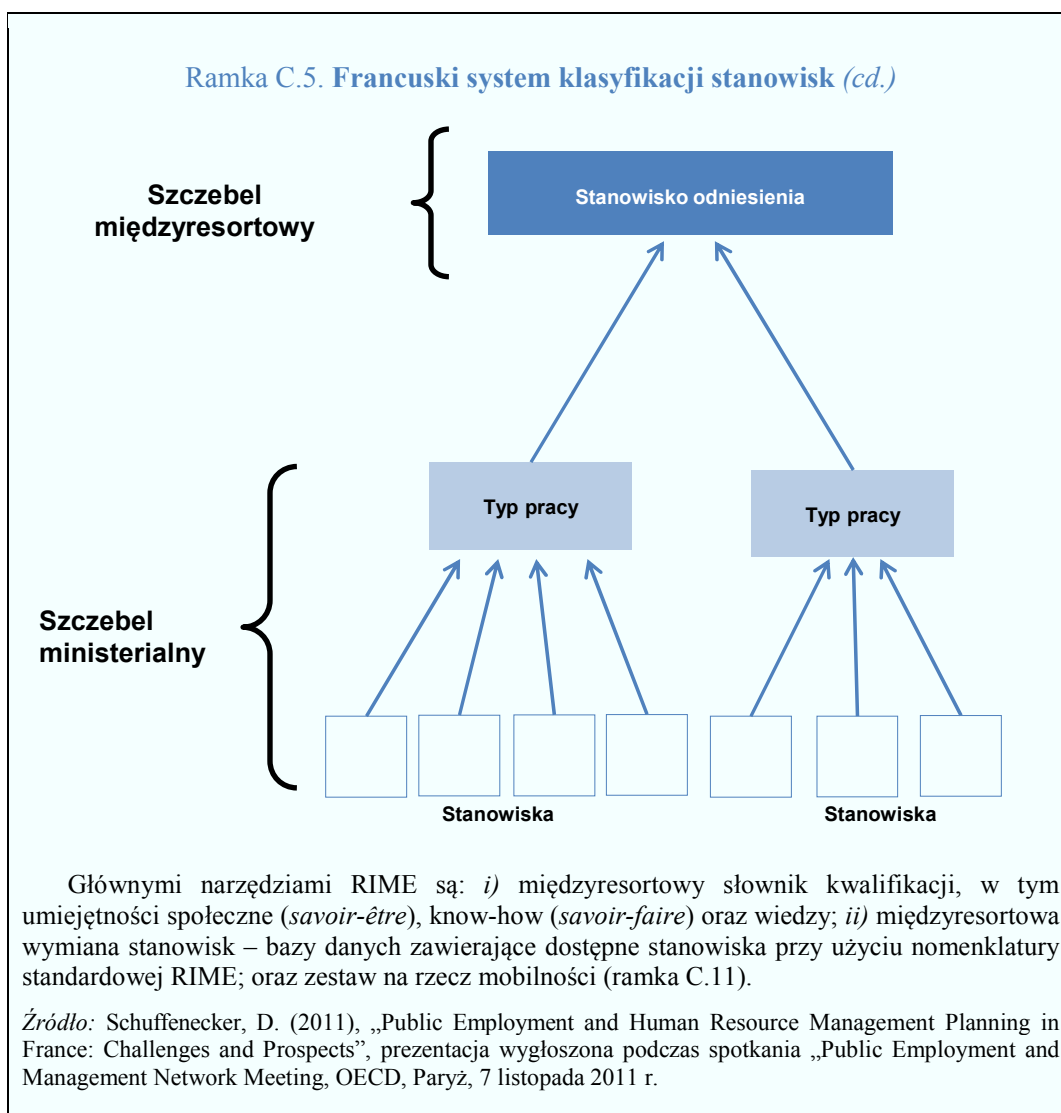 Ramka C.5. Francuski system klasyfikacji stanowisk (cd.)
Szczebel
międzyresortowy
Stanowisko odniesienia
Typ pracy
Typ pracy
Szczebel
ministerialny
Stanowiska
Stanowiska
Głównymi narzędziami RIME są: i) międzyresortowy słownik kwalifikacji, w tym
umiejętności społeczne (savoir-être), know-how (savoir-faire) oraz wiedzy; ii) międzyresortowa
wymiana stanowisk – bazy danych zawierające dostępne stanowiska przy użyciu nomenklatury
standardowej RIME; oraz zestaw na rzecz mobilności (ramka C.11).
Źródło: Schuffenecker, D. (2011), „Public Employment and Human Resource Management Planning in
France: Challenges and Prospects”, prezentacja wygłoszona podczas spotkania „Public Employment and
Management Network Meeting, OECD, Paryż, 7 listopada 2011 r.